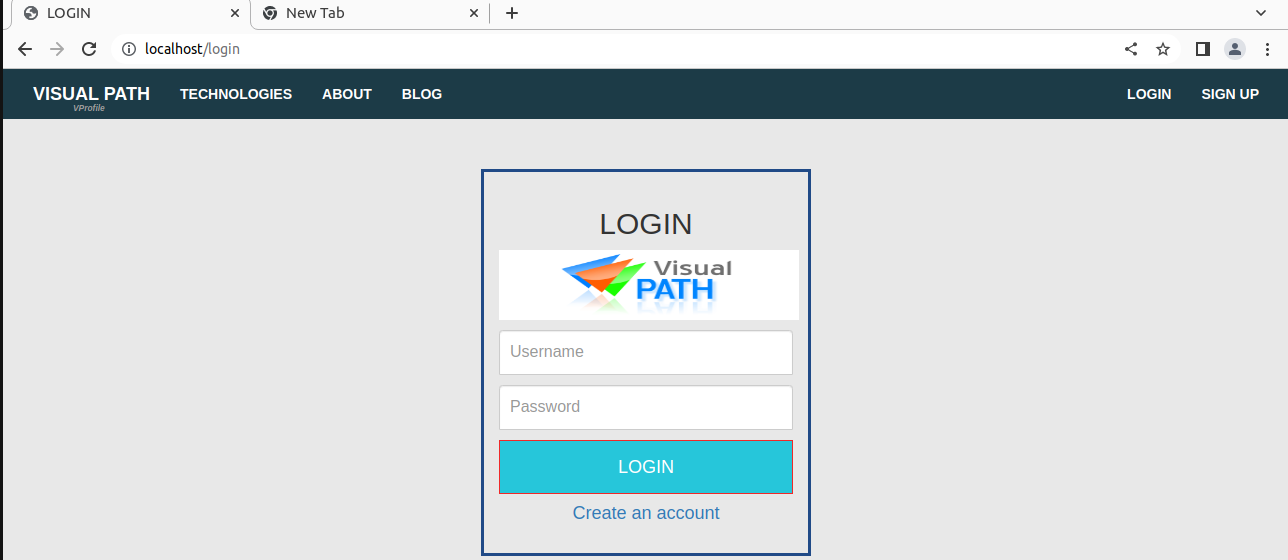 LOGIN
New Tab
localhost/login
VISUAL PATH
VProfile
TECHNOLOGIES
ABOUT
BLOG
LOGIN
SIGN UP
LOGIN
Visual
PATH
Username
Password
LOGIN
Create an account